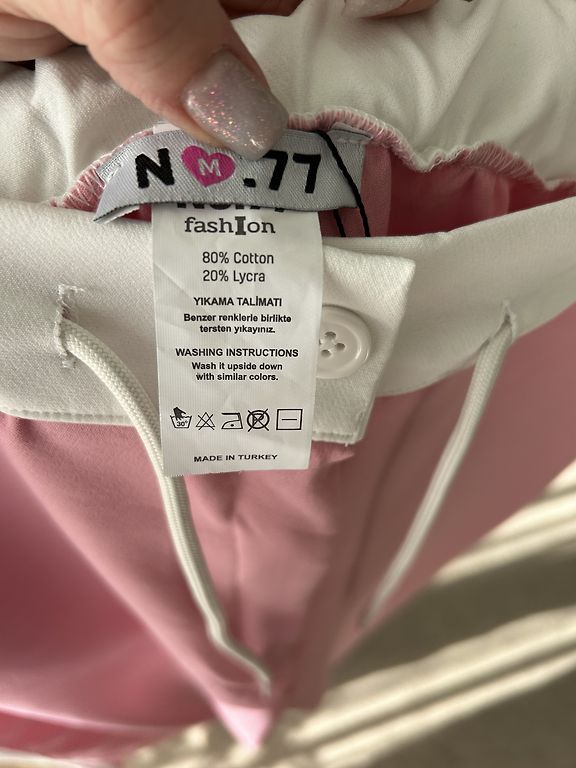 N M .77
fashIon
80% Cotton
20% Lycra
YIKAMA TALİMATI
Benzer renklerle birlikte
tersten yıkayınız.
WASHING INSTRUCTIONS
Wash it upside down
with similar colors.
30°
P
MADE IN TURKEY